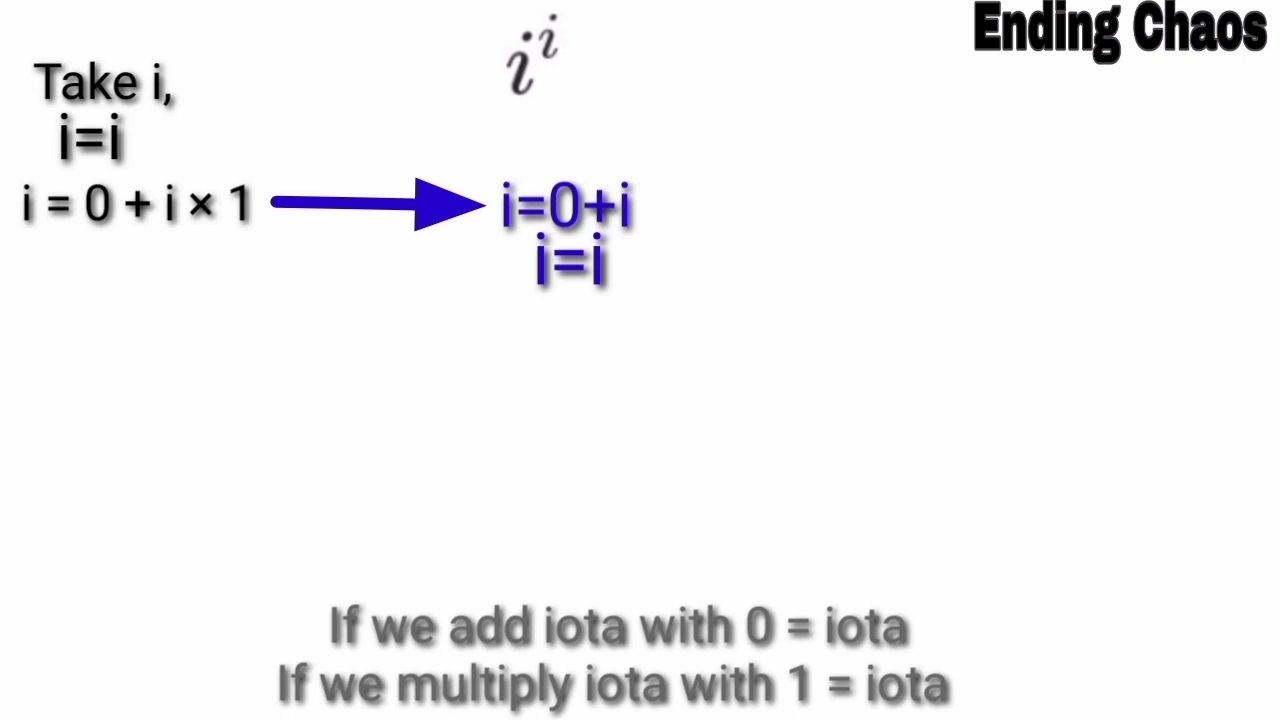 Ending Chaos
i^i
Take i,
i=i
i = 0 + i × 1
i=0+i
i=i
If we add iota with 0 = iota
If we multiply iota with 1 = iota